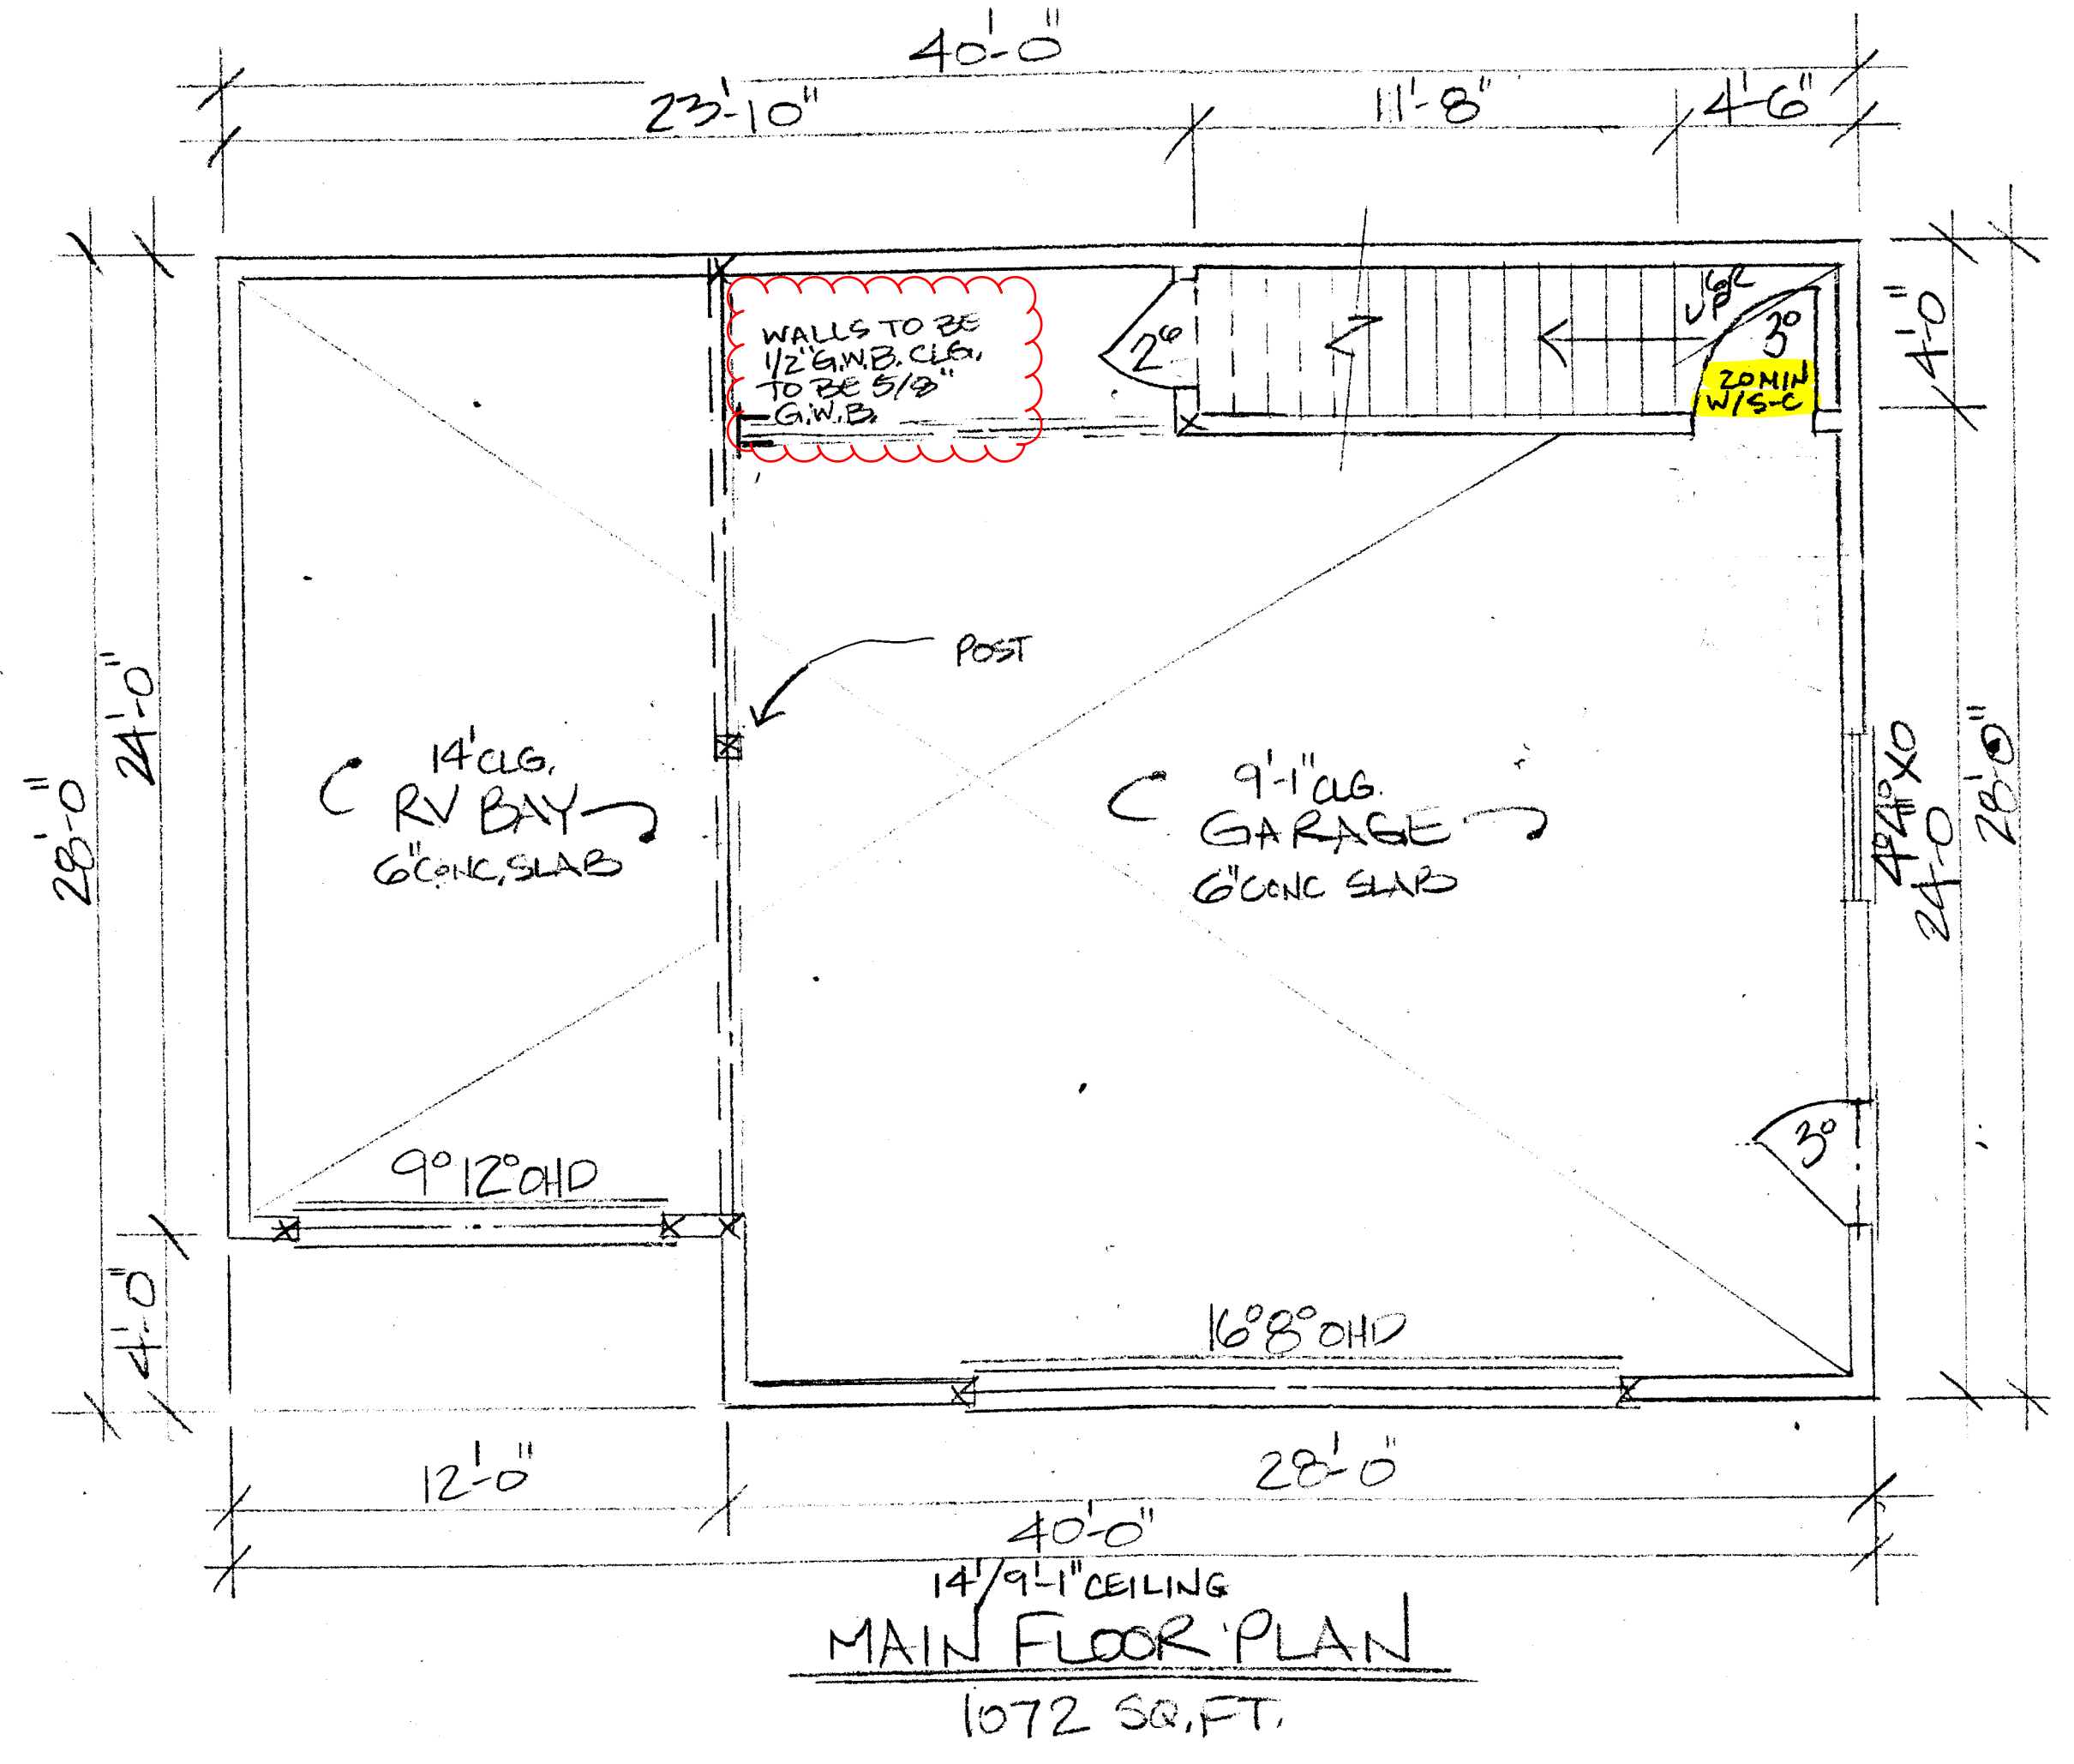 40'-0"
23'-10"
11'-8"
4'-6"
WALLS TO BE
1/2" G.W.B. CLG.
TO BE 5/8"
G.W.B.
2⁶
UP
3⁰
20 MIN
W/S-C
4'-0"
POST
24'-0"
28'-0"
14' CLG.
RV BAY
6" CONC. SLAB
9'-1" CLG.
GARAGE
6" CONC SLAB
4⁰4⁰ XO
24'-0"
28'-0"
3⁰
9⁰12⁰ OHD
4'-0"
16⁰8⁰ OHD
12'-0"
28'-0"
40'-0"
14'/9'-1" CEILING
MAIN FLOOR PLAN
1072 SQ.FT.